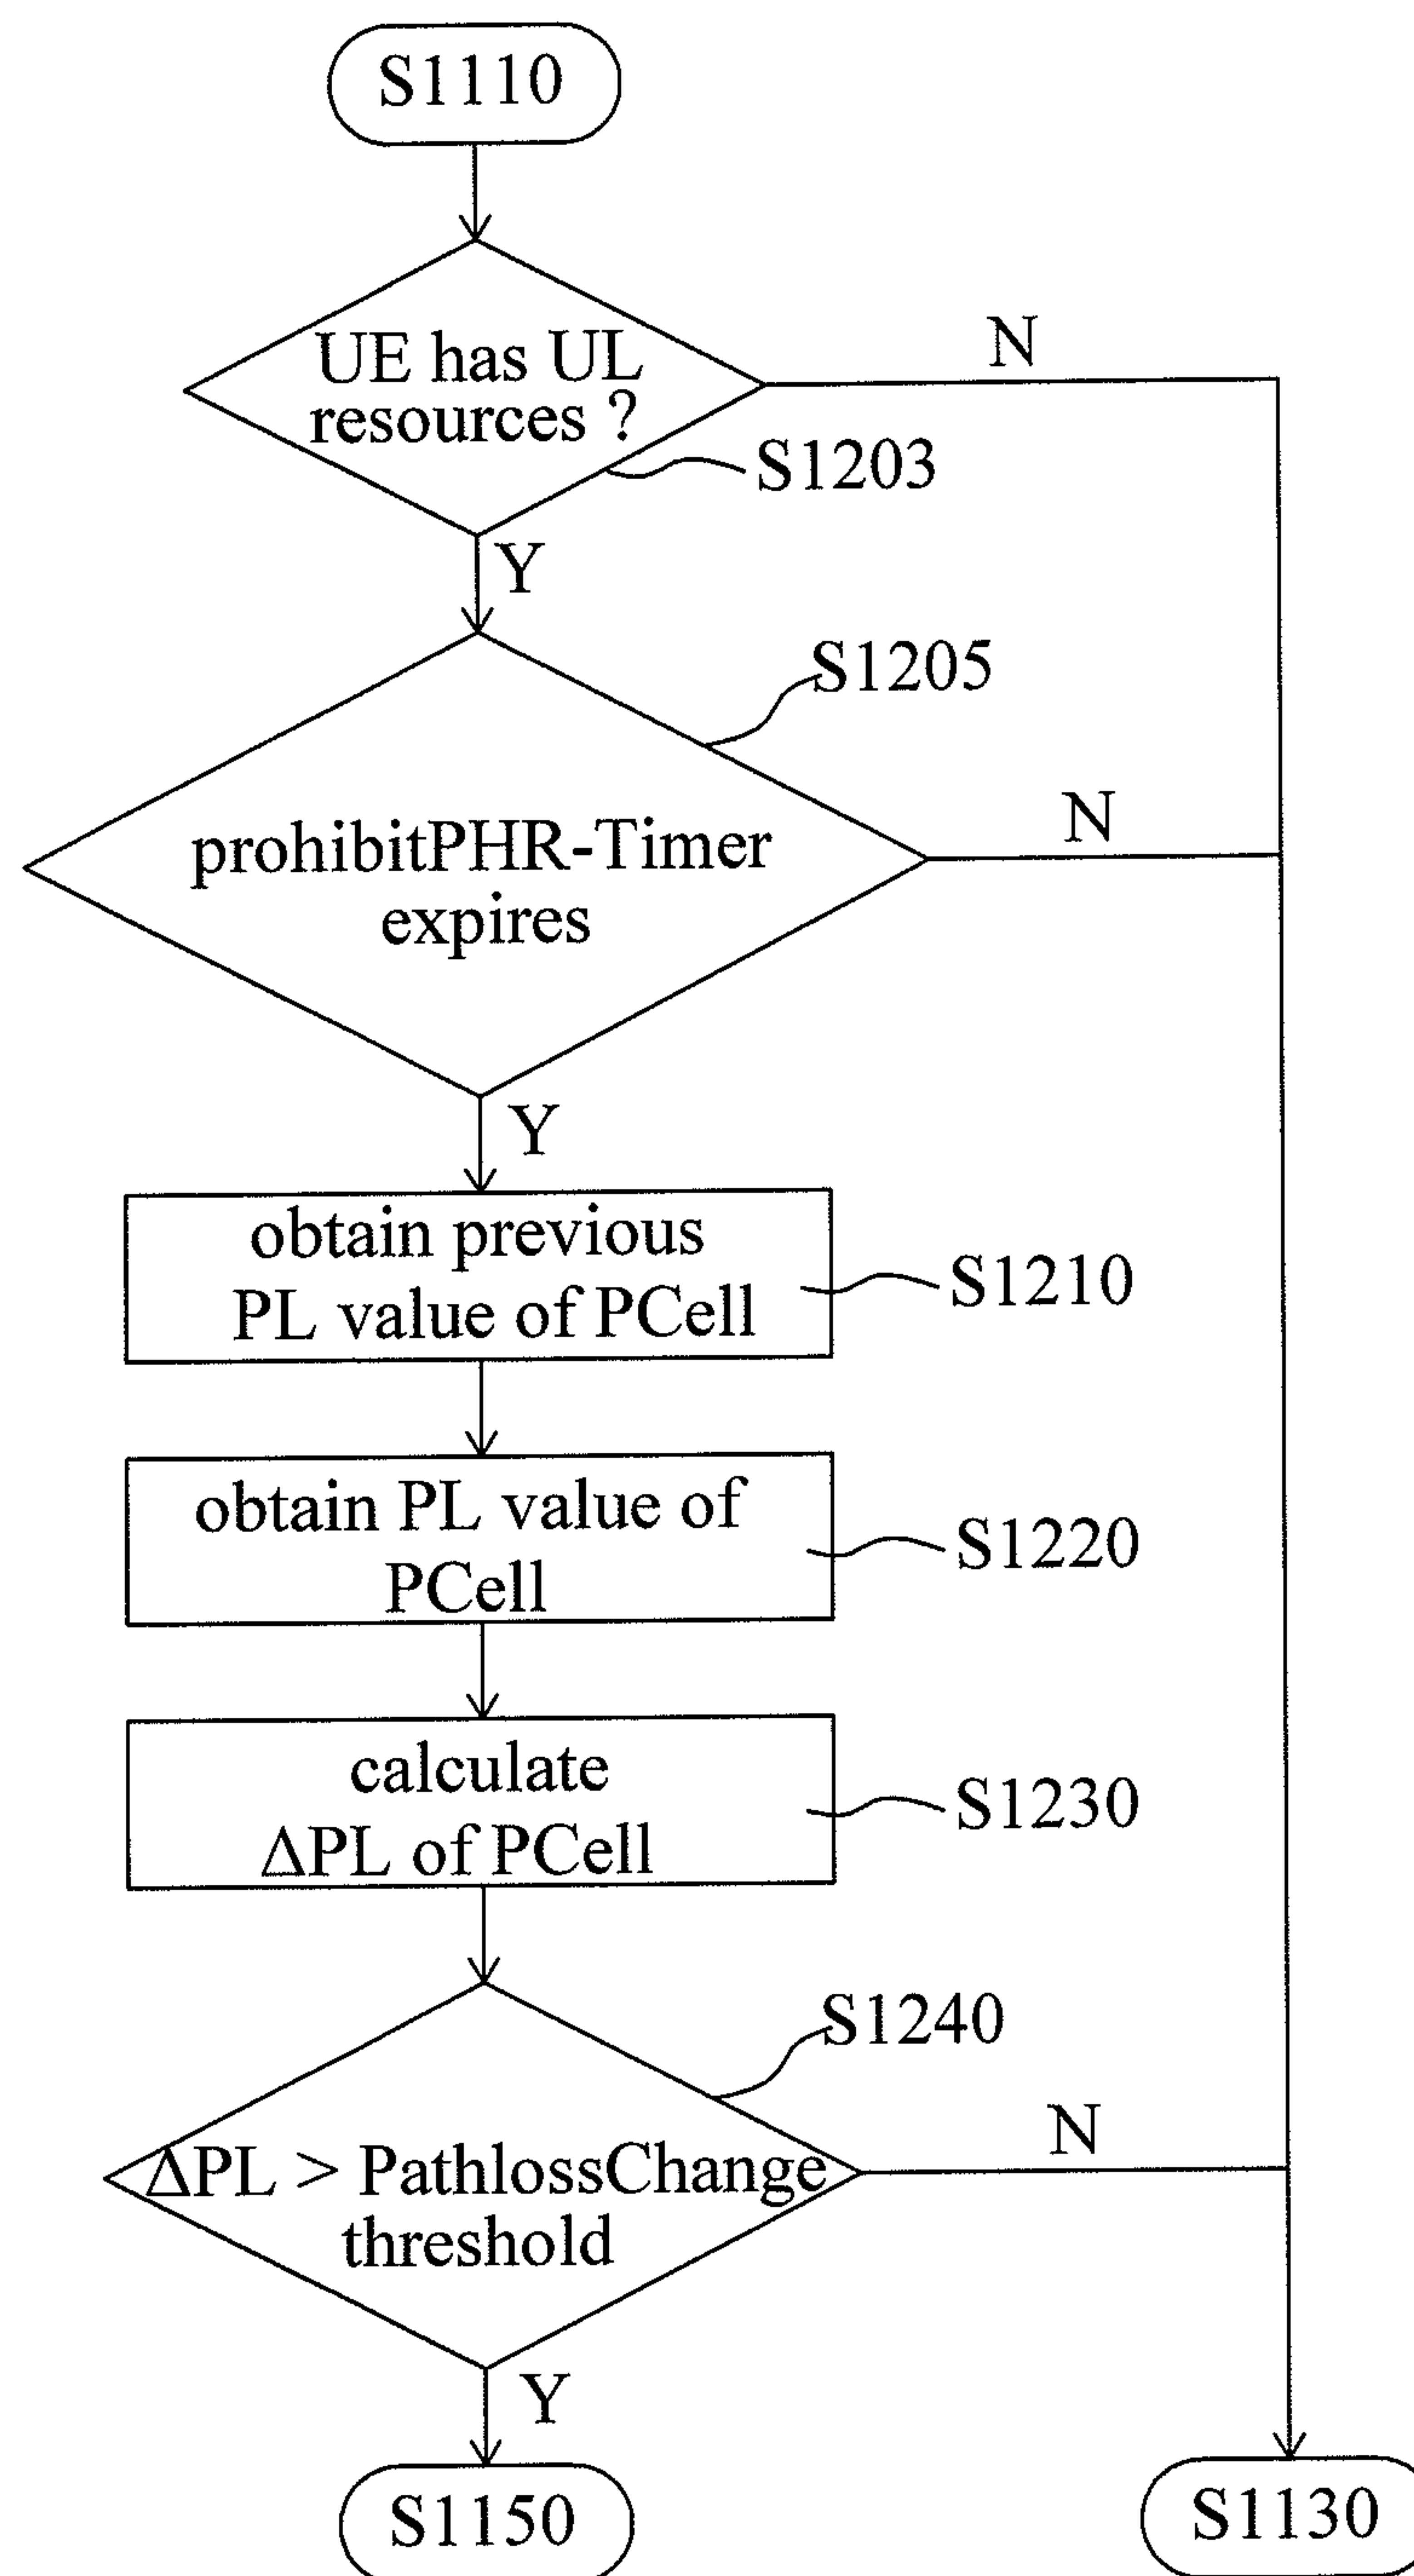 S1110
UE has UL
resources ?
N
S1203
Y
S1205
prohibitPHR-Timer
expires
N
Y
obtain previous
PL value of PCell
S1210
obtain PL value of
PCell
S1220
calculate
ΔPL of PCell
S1230
S1240
ΔPL > PathlossChange
threshold
N
Y
S1150
S1130